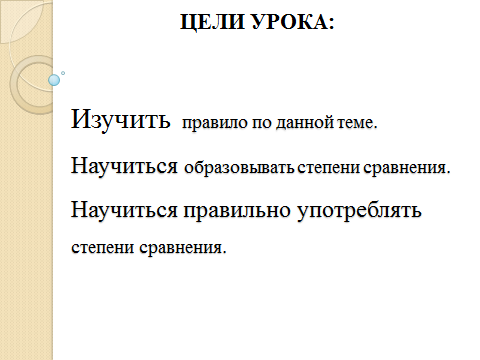 ЦЕЛИ УРОКА:
Изучить правило по данной теме.
Научиться образовывать степени сравнения.
Научиться правильно употреблять
степени сравнения.